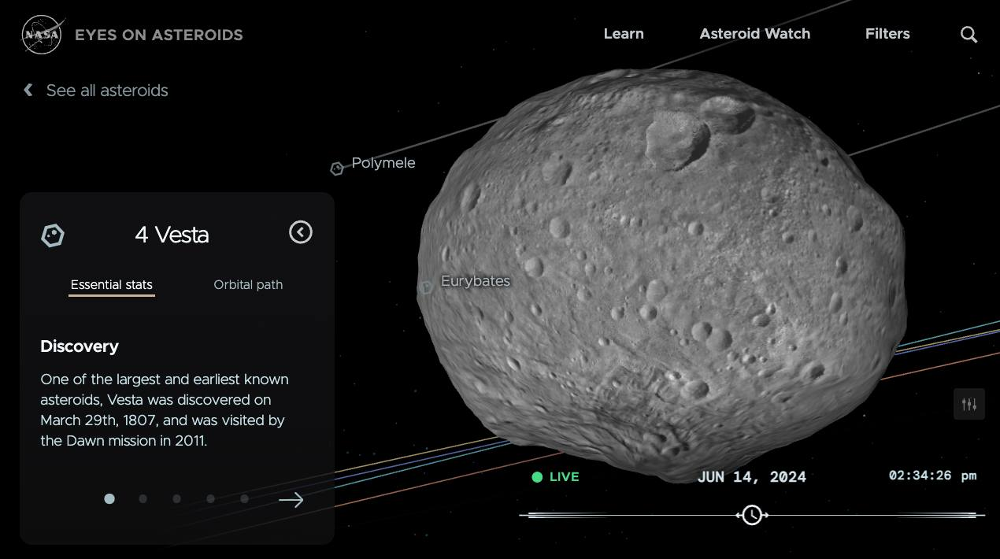 NASA
EYES ON ASTEROIDS
Learn
Asteroid Watch
Filters
See all asteroids
Polymele
4 Vesta
Essential stats
Orbital path
Eurybates
Discovery
One of the largest and earliest known
asteroids, Vesta was discovered on
March 29th, 1807, and was visited by
the Dawn mission in 2011.
LIVE
JUN 14, 2024
02:34:26 pm